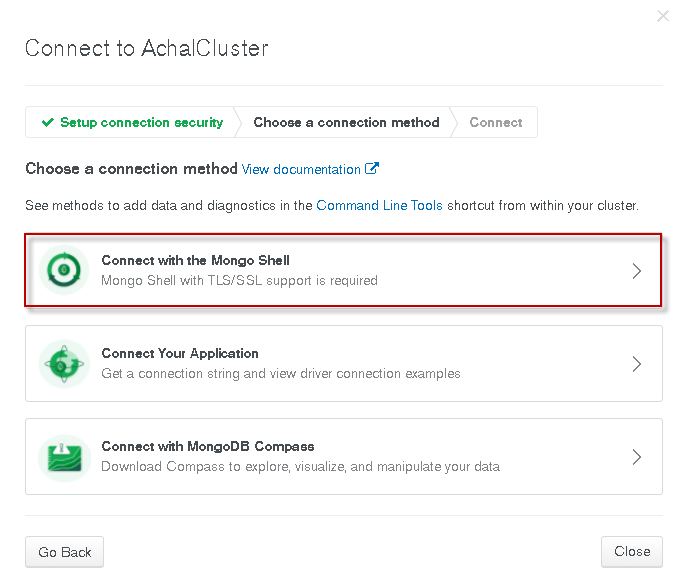 Connect to AchalCluster
Setup connection security Choose a connection method Connect
Choose a connection method View documentation
See methods to add data and diagnostics in the Command Line Tools shortcut from within your cluster.
Connect with the Mongo Shell
Mongo Shell with TLS/SSL support is required
Connect Your Application
Get a connection string and view driver connection examples
Connect with MongoDB Compass
Download Compass to explore, visualize, and manipulate your data
Go Back Close